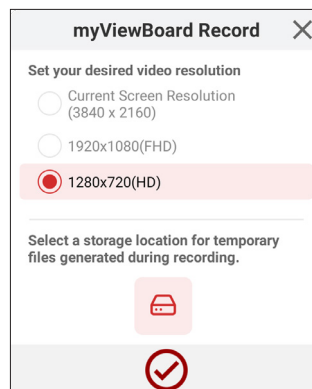 myViewBoard Record
Set your desired video resolution
Current Screen Resolution
(3840 x 2160)
1920x1080(FHD)
1280x720(HD)
Select a storage location for temporary
files generated during recording.